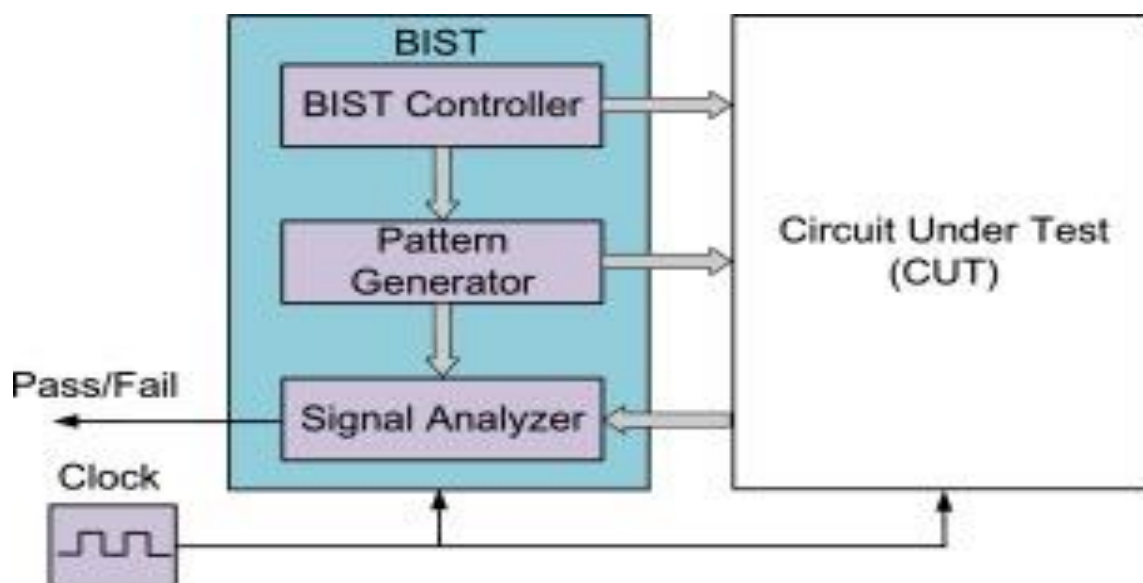 BIST
BIST Controller
Pattern
Generator
Signal Analyzer
Circuit Under Test
(CUT)
Pass/Fail
Clock